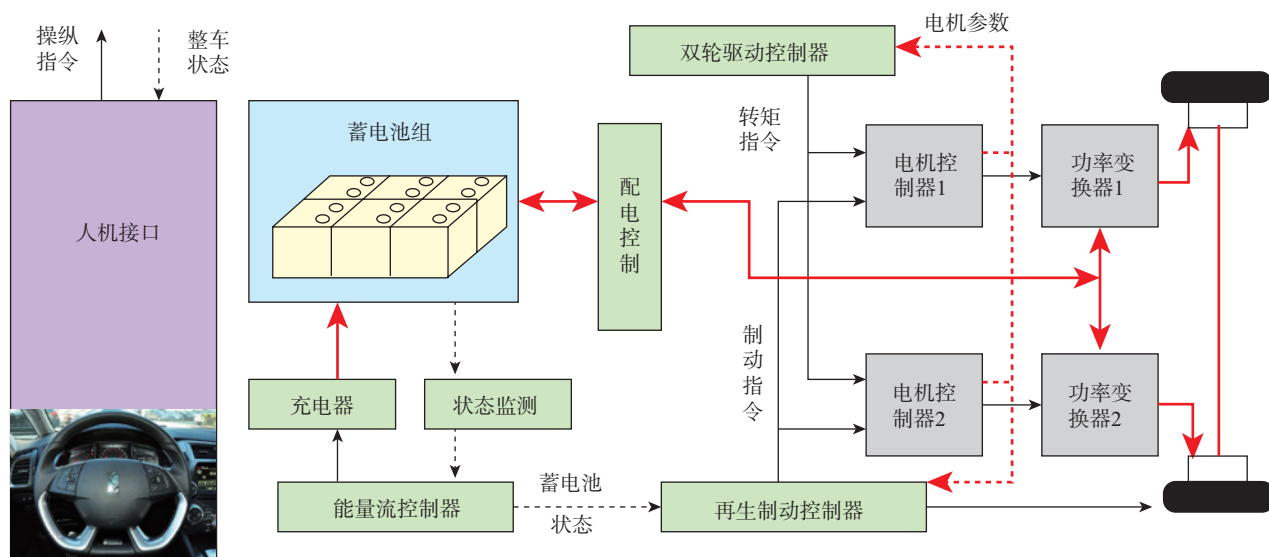 操纵
指令
整车
状态
人机接口
蓄电池组
充电器
状态监测
能量流控制器
蓄电池
状态
配
电
控
制
双轮驱动控制器
电机参数
转矩
指令
制
动
指
令
电机控
制器1
功率变
换器1
电机控
制器2
功率变
换器2
再生制动控制器